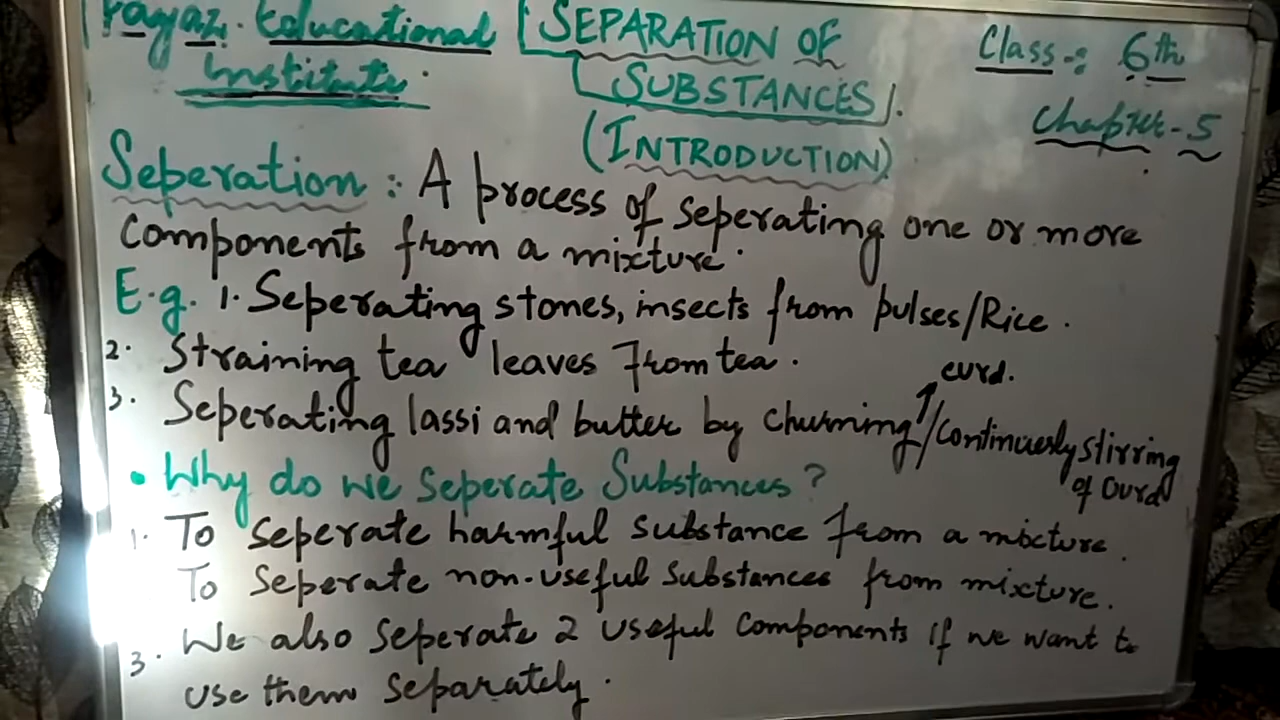 Fayaz. Educational
Institute.
[SEPARATION OF
SUBSTANCES].
(INTRODUCTION)
Class-: 6th
Chapter-5
Seperation: A process of seperating one or more
components from a mixture.
E.g. 1. Seperating stones, insects from pulses/Rice.
2. Straining tea leaves from tea.
3. Seperating lassi and butter by churning/continuously stirring
curd.
of curd
• Why do we seperate Substances?
1. To seperate harmful substance from a mixture.
To seperate non-useful substances from mixture.
3. We also seperate 2 useful components if we want to
use them separately.